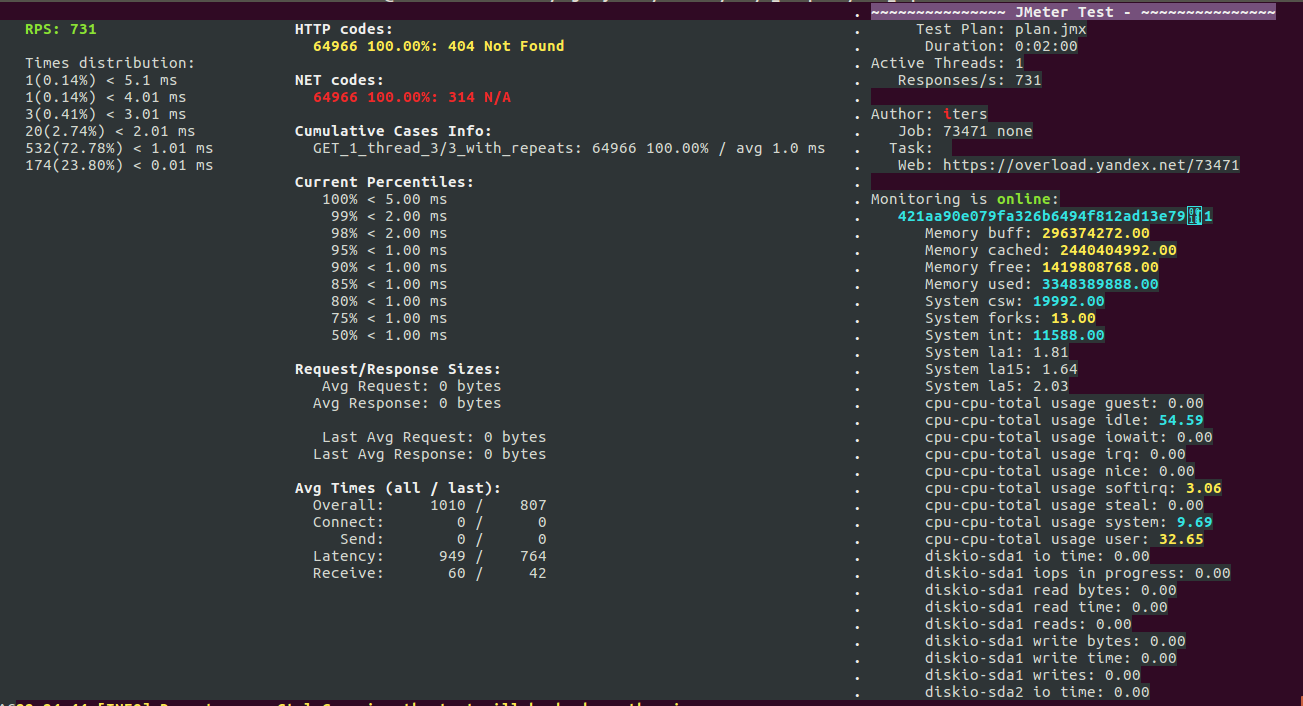 RPS: 731
Times distribution:
1(0.14%) < 5.1 ms
1(0.14%) < 4.01 ms
3(0.41%) < 3.01 ms
20(2.74%) < 2.01 ms
532(72.78%) < 1.01 ms
174(23.80%) < 0.01 ms
HTTP codes:
64966 100.00%: 404 Not Found
NET codes:
64966 100.00%: 314 N/A
Cumulative Cases Info:
GET_1_thread_3/3_with_repeats: 64966 100.00% / avg 1.0 ms
Current Percentiles:
100% < 5.00 ms
99% < 2.00 ms
98% < 2.00 ms
95% < 1.00 ms
90% < 1.00 ms
85% < 1.00 ms
80% < 1.00 ms
75% < 1.00 ms
50% < 1.00 ms
Request/Response Sizes:
Avg Request: 0 bytes
Avg Response: 0 bytes
Last Avg Request: 0 bytes
Last Avg Response: 0 bytes
Avg Times (all / last):
Overall: 1010 / 807
Connect: 0 / 0
Send: 0 / 0
Latency: 949 / 764
Receive: 60 / 42
~~~~~~~~~~~~~~~ JMeter Test - ~~~~~~~~~~~~~~~
Test Plan: plan.jmx
Duration: 0:02:00
Active Threads: 1
Responses/s: 731
Author: iters
Job: 73471 none
Task:
Web: https://overload.yandex.net/73471
Monitoring is online:
421aa90e079fa326b6494f812ad13e79 1
Memory buff: 296374272.00
Memory cached: 2440404992.00
Memory free: 1419808768.00
Memory used: 3348389888.00
System csw: 19992.00
System forks: 13.00
System int: 11588.00
System la1: 1.81
System la15: 1.64
System la5: 2.03
cpu-cpu-total usage guest: 0.00
cpu-cpu-total usage idle: 54.59
cpu-cpu-total usage iowait: 0.00
cpu-cpu-total usage irq: 0.00
cpu-cpu-total usage nice: 0.00
cpu-cpu-total usage softirq: 3.06
cpu-cpu-total usage steal: 0.00
cpu-cpu-total usage system: 9.69
cpu-cpu-total usage user: 32.65
diskio-sda1 io time: 0.00
diskio-sda1 iops in progress: 0.00
diskio-sda1 read bytes: 0.00
diskio-sda1 read time: 0.00
diskio-sda1 reads: 0.00
diskio-sda1 write bytes: 0.00
diskio-sda1 write time: 0.00
diskio-sda1 writes: 0.00
diskio-sda2 io time: 0.00